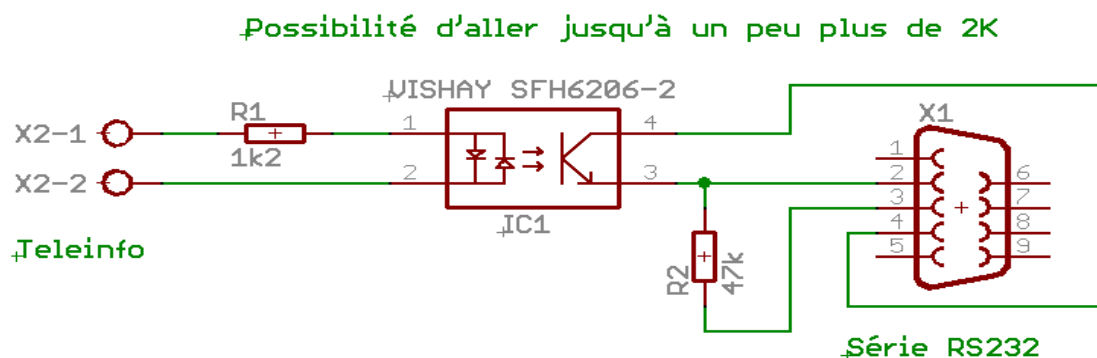 Possibilité d'aller jusqu'à un peu plus de 2K
VISHAY SFH6206-2
R1
X1
X2-1
1
4
1k2
1
X2-2
2
3
2
6
3
7
4
8
5
9
IC1
Teleinfo
R2
47k
Série RS232